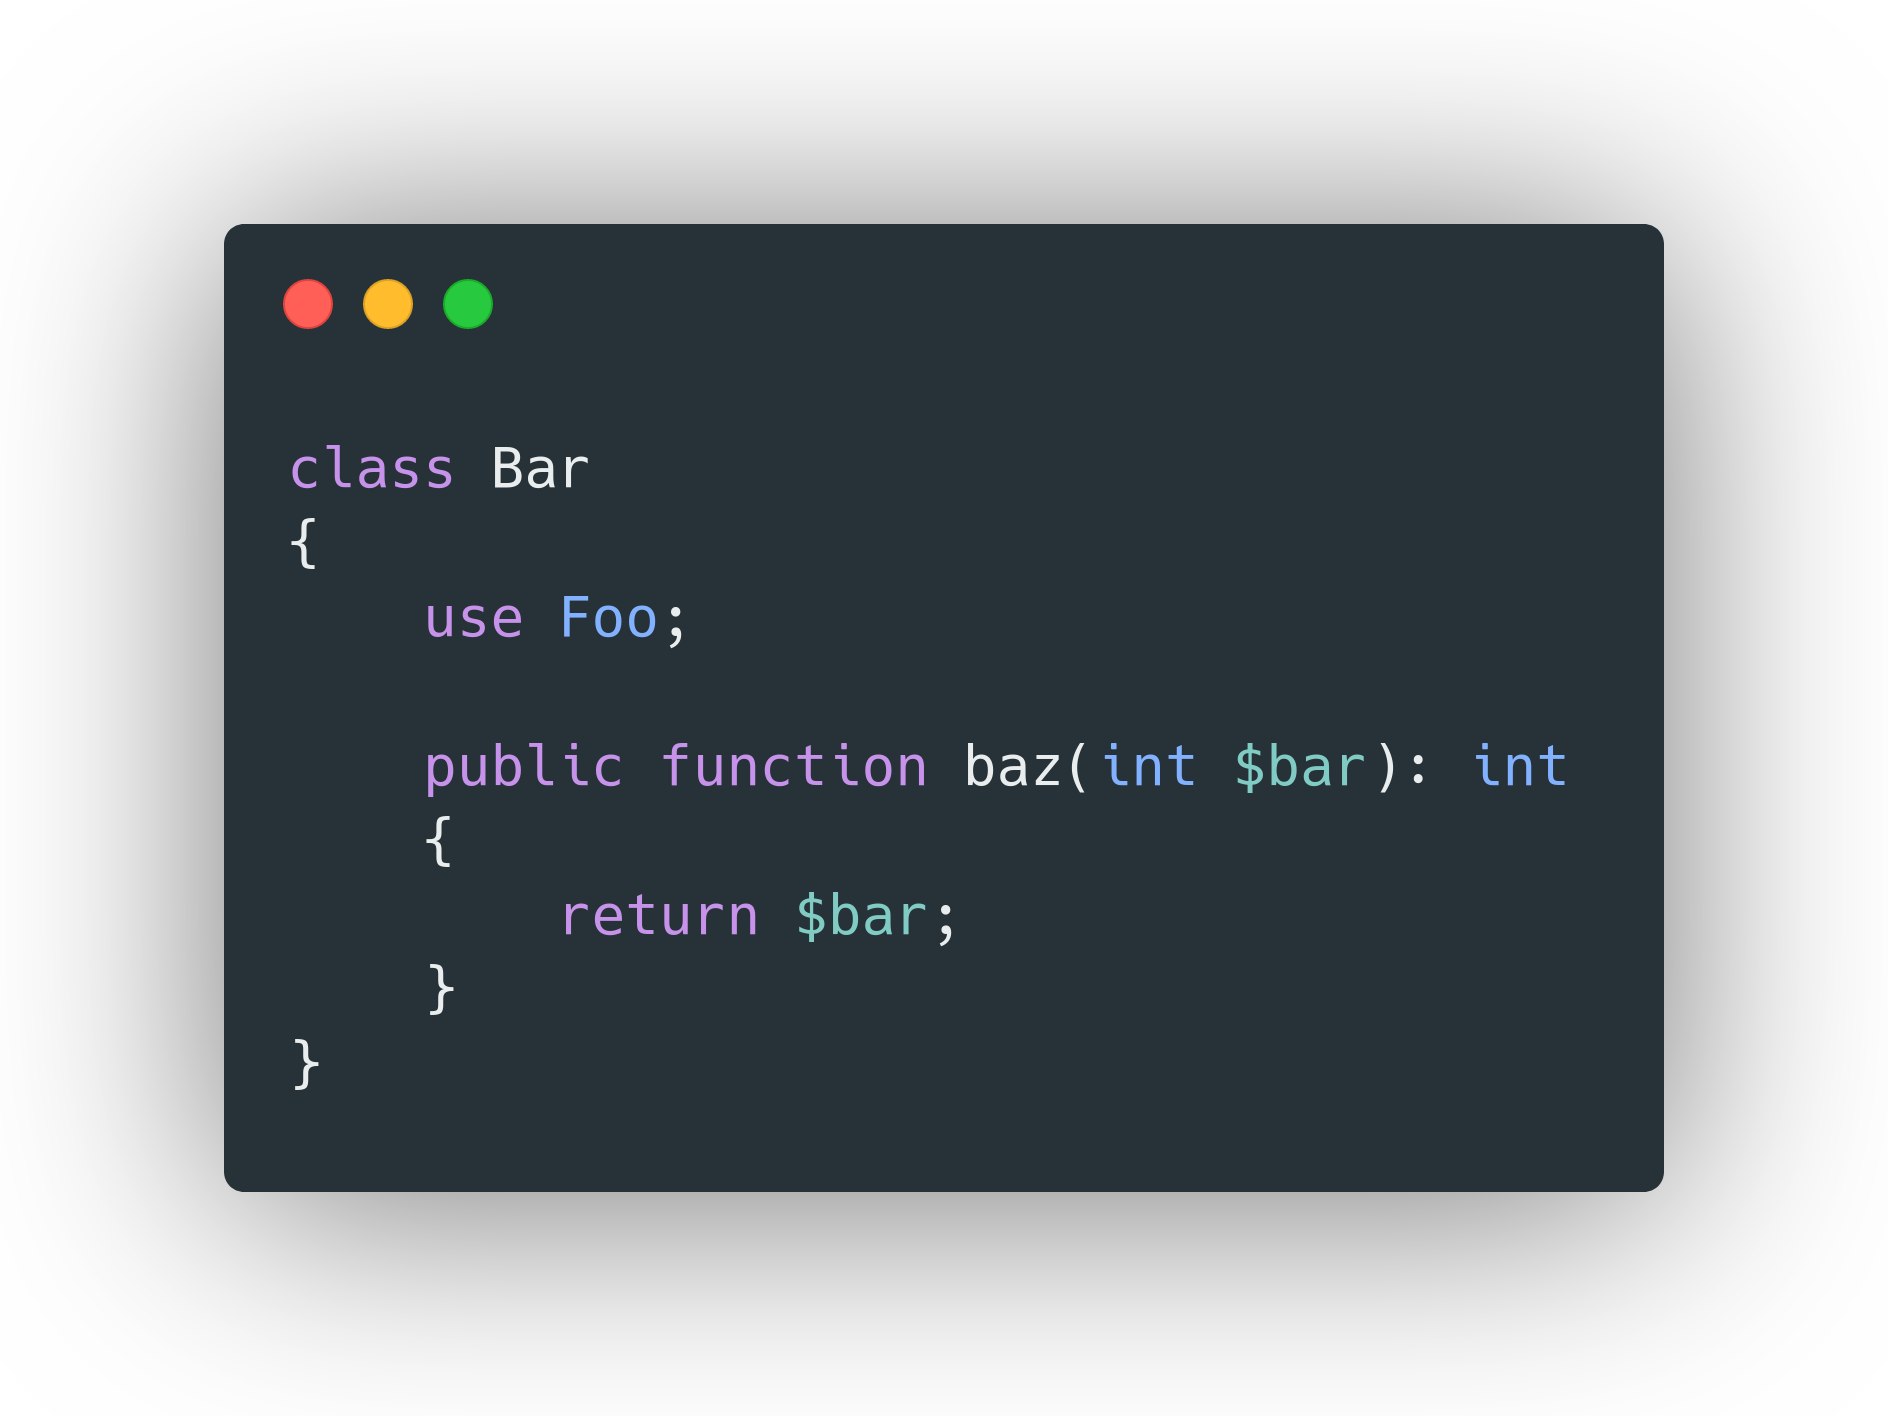 class Bar
{
    use Foo;

    public function baz(int $bar): int
    {
        return $bar;
    }
}